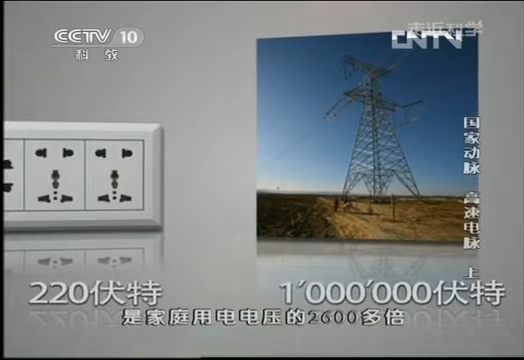 CCTV 10
科教
走近科学
CNTV
国家动脉 高速电脉 上
220伏特
1'000'000伏特
是家庭用电电压的2600多倍